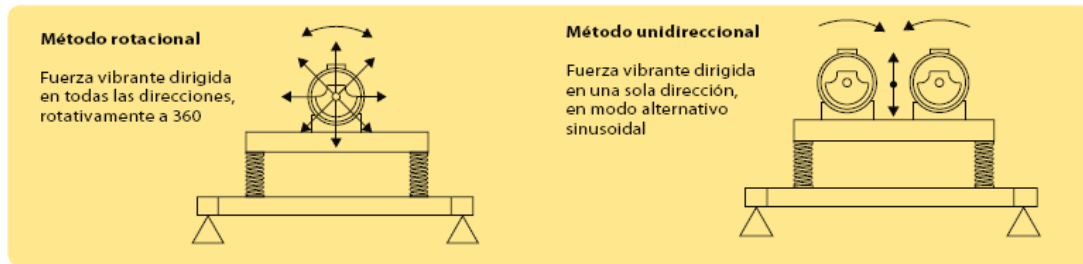 Método rotacional
Fuerza vibrante dirigida
en todas las direcciones,
rotativamente a 360
Método unidireccional
Fuerza vibrante dirigida
en una sola dirección,
en modo alternativo
sinusoidal